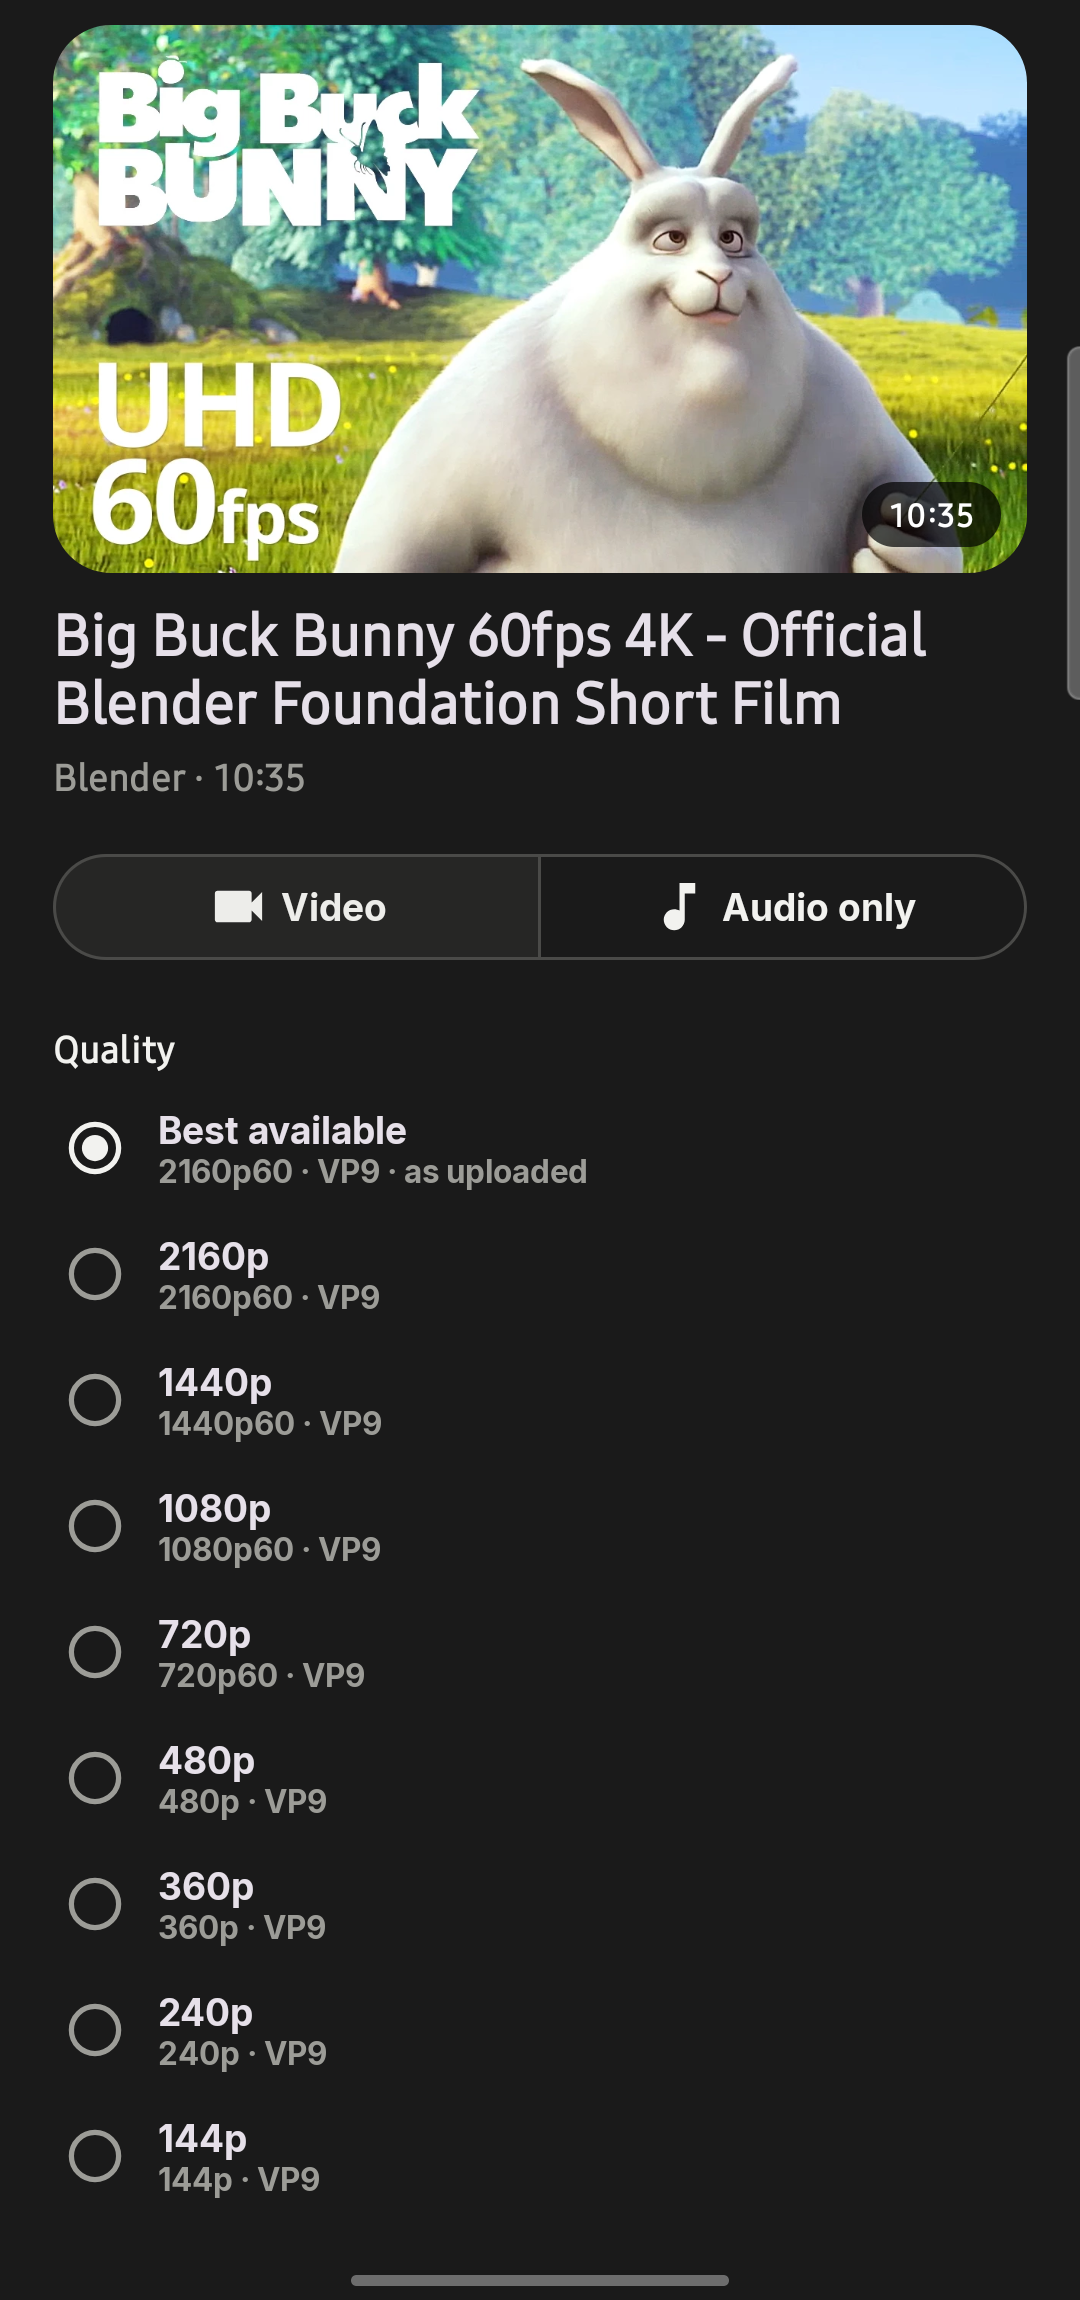 Big Buck
BUNNY
UHD
60fps
10:35
Big Buck Bunny 60fps 4K - Official
Blender Foundation Short Film
Blender · 10:35
Video
Audio only
Quality
Best available
2160p60 · VP9 · as uploaded
2160p
2160p60 · VP9
1440p
1440p60 · VP9
1080p
1080p60 · VP9
720p
720p60 · VP9
480p
480p · VP9
360p
360p · VP9
240p
240p · VP9
144p
144p · VP9